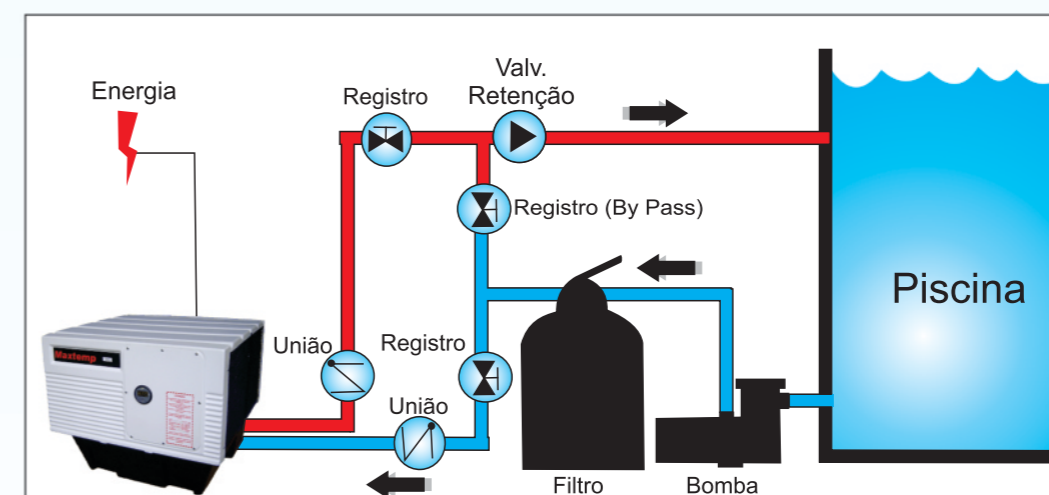 Energia
Registro
Valv.
Retenção
Registro (By Pass)
Piscina
União
Registro
União
Maxtemp
Filtro
Bomba